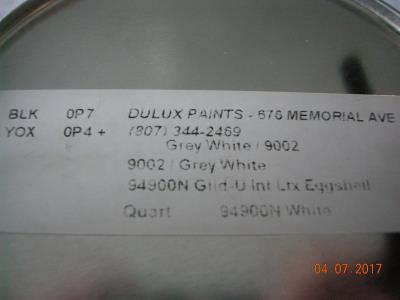 BLK 0P7 DULUX PAINTS - 676 MEMORIAL AVE
YOX 0P4 + (807) 344-2469
Grey White / 9002
9002 / Grey White
94900N Glid-U Int Ltx Eggshell
Quart 94900N White
04.07.2017